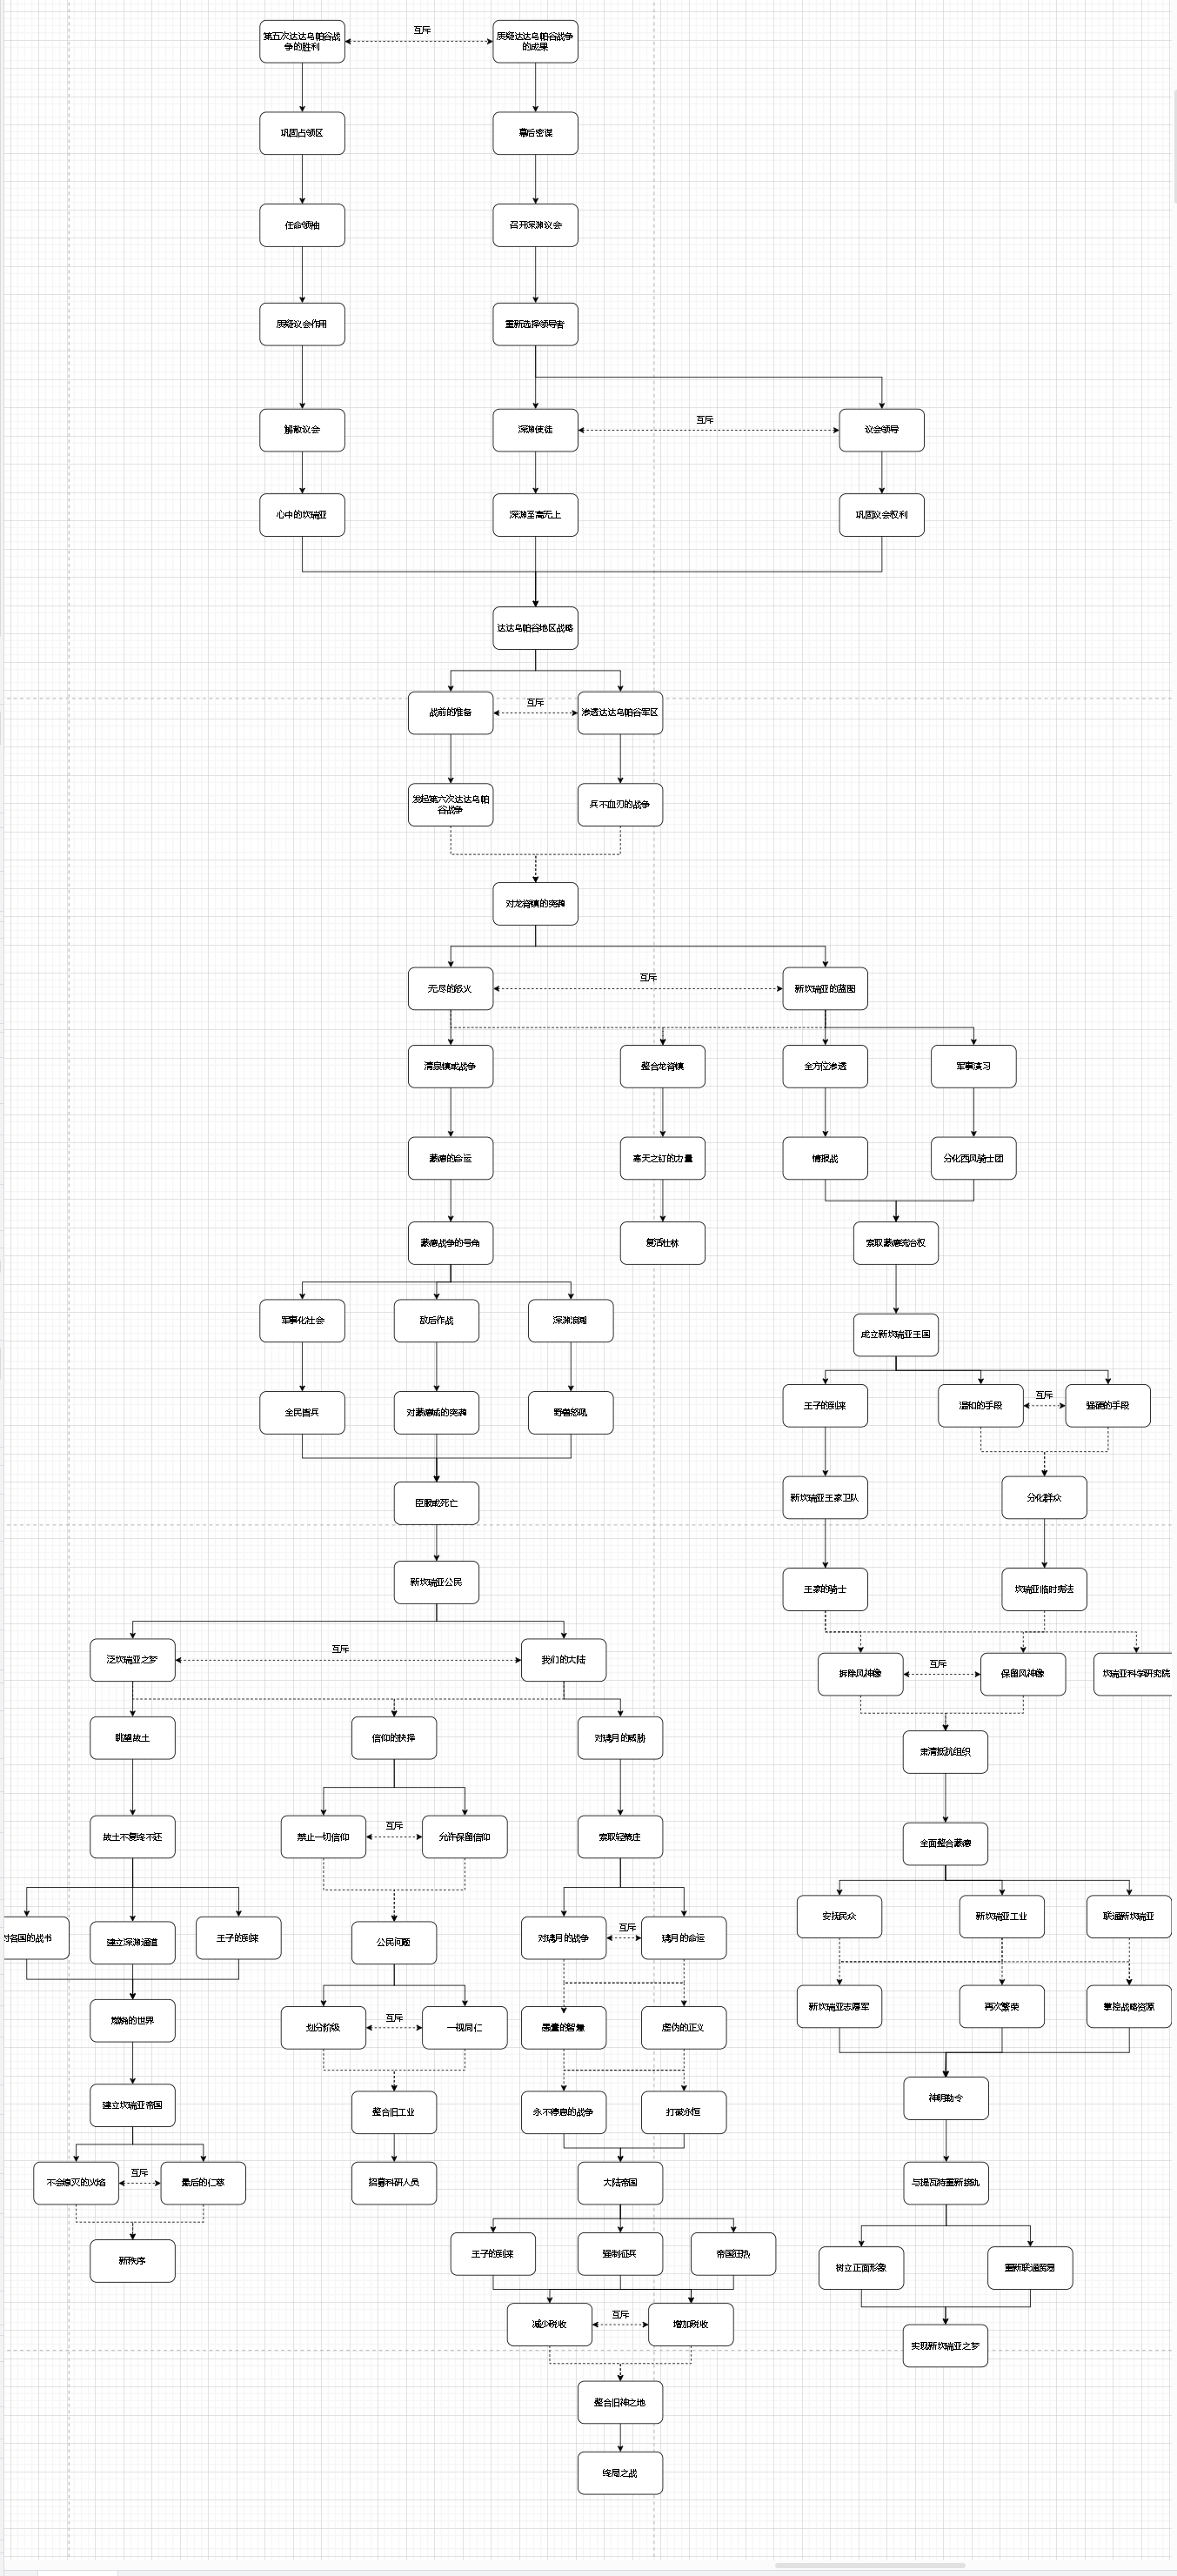 第五次达达乌帕谷战
争的胜利
互斥
质疑达达乌帕谷战争
的成果
巩固占领区
幕后密谋
任命领袖
召开深渊议会
质疑议会作用
重新选择领导者
解散议会
深渊使徒
互斥
议会领导
心中的坎瑞亚
深渊至高无上
巩固议会权利
达达乌帕谷地区战略
战前的准备
互斥
渗透达达乌帕谷军区
发起第六次达达乌帕
谷战争
兵不血刃的战争
对龙脊镇的突袭
无尽的怒火
互斥
新坎瑞亚的蓝图
清泉镇或战争
整合龙脊镇
全方位渗透
军事演习
蒙德的命运
寒天之钉的力量
情报战
分化西风骑士团
蒙德战争的号角
复活杜林
索取蒙德统治权
军事化社会
敌后作战
深渊浪潮
成立新坎瑞亚王国
全民皆兵
对蒙德城的突袭
野兽怒吼
王子的到来
温和的手段
互斥
强硬的手段
臣服或死亡
新坎瑞亚王家卫队
分化群众
新坎瑞亚公民
王家的骑士
坎瑞亚临时宪法
泛坎瑞亚之梦
互斥
我们的大陆
拆除风神像
互斥
保留风神像
坎瑞亚科学研究院
眺望故土
信仰的抉择
对璃月的威胁
肃清抵抗组织
故土不复终不还
禁止一切信仰
互斥
允许保留信仰
索取轻策庄
全面整合蒙德
对各国的战书
建立深渊通道
王子的到来
公民问题
对璃月的战争
互斥
璃月的命运
安抚民众
新坎瑞亚工业
联通新坎瑞亚
燃烧的世界
划分阶级
互斥
一视同仁
愚童的智慧
虚伪的正义
新坎瑞亚志愿军
再次繁荣
掌控战略资源
建立坎瑞亚帝国
整合旧工业
永不停息的战争
打破永恒
神明勒令
不会熄灭的火焰
互斥
最后的仁慈
招募科研人员
大陆帝国
与提瓦特重新接轨
新秩序
王子的到来
强制征兵
帝国狂热
树立正面形象
重新联通贸易
减少税收
互斥
增加税收
实现新坎瑞亚之梦
整合旧神之地
终局之战